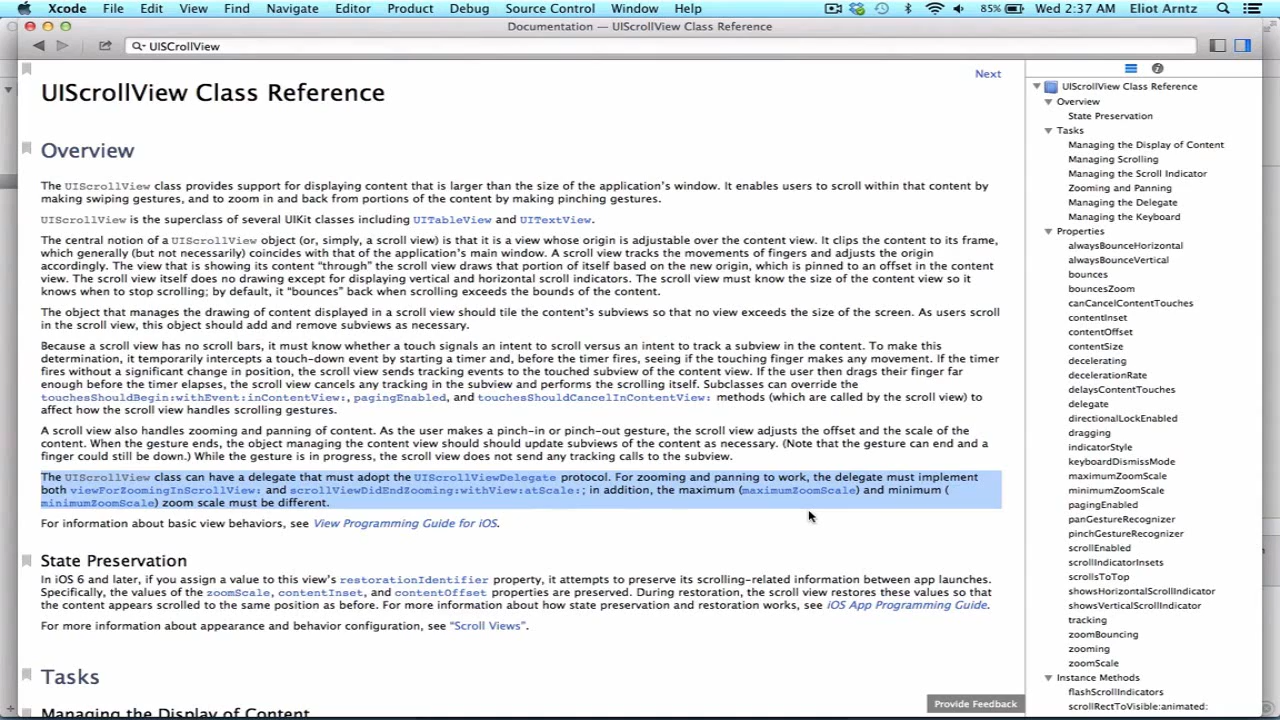 Xcode File Edit View Find Navigate Editor Product Debug Source Control Window Help 85% Wed 2:37 AM Eliot Arntz
Documentation — UIScrollView Class Reference
UISCrollView
Next
UIScrollView Class Reference
Overview
The UIScrollView class provides support for displaying content that is larger than the size of the application's window. It enables users to scroll within that content by
making swiping gestures, and to zoom in and back from portions of the content by making pinching gestures.
UIScrollView is the superclass of several UIKit classes including UITableView and UITextView.
The central notion of a UIScrollView object (or, simply, a scroll view) is that it is a view whose origin is adjustable over the content view. It clips the content to its frame,
which generally (but not necessarily) coincides with that of the application's main window. A scroll view tracks the movements of fingers and adjusts the origin
accordingly. The view that is showing its content “through” the scroll view draws that portion of itself based on the new origin, which is pinned to an offset in the content
view. The scroll view itself does no drawing except for displaying vertical and horizontal scroll indicators. The scroll view must know the size of the content view so it
knows when to stop scrolling; by default, it “bounces” back when scrolling exceeds the bounds of the content.
The object that manages the drawing of content displayed in a scroll view should tile the content's subviews so that no view exceeds the size of the screen. As users scroll
in the scroll view, this object should add and remove subviews as necessary.
Because a scroll view has no scroll bars, it must know whether a touch signals an intent to scroll versus an intent to track a subview in the content. To make this
determination, it temporarily intercepts a touch-down event by starting a timer and, before the timer fires, seeing if the touching finger makes any movement. If the timer
fires without a significant change in position, the scroll view sends tracking events to the touched subview of the content view. If the user then drags their finger far
enough before the timer elapses, the scroll view cancels any tracking in the subview and performs the scrolling itself. Subclasses can override the
touchesShouldBegin:withEvent:inContentView:, pagingEnabled, and touchesShouldCancelInContentView: methods (which are called by the scroll view) to
affect how the scroll view handles scrolling gestures.
A scroll view also handles zooming and panning of content. As the user makes a pinch-in or pinch-out gesture, the scroll view adjusts the offset and the scale of the
content. When the gesture ends, the object managing the content view should should update subviews of the content as necessary. (Note that the gesture can end and a
finger could still be down.) While the gesture is in progress, the scroll view does not send any tracking calls to the subview.
The UIScrollView class can have a delegate that must adopt the UIScrollViewDelegate protocol. For zooming and panning to work, the delegate must implement
both viewForZoomingInScrollView: and scrollViewDidEndZooming:withView:atScale:; in addition, the maximum (maximumZoomScale) and minimum (
minimumZoomScale) zoom scale must be different.
For information about basic view behaviors, see View Programming Guide for iOS.
State Preservation
In iOS 6 and later, if you assign a value to this view's restorationIdentifier property, it attempts to preserve its scrolling-related information between app launches.
Specifically, the values of the zoomScale, contentInset, and contentOffset properties are preserved. During restoration, the scroll view restores these values so that
the content appears scrolled to the same position as before. For more information about how state preservation and restoration works, see iOS App Programming Guide.
For more information about appearance and behavior configuration, see “Scroll Views”.
Tasks
Managing the Display of Content
Provide Feedback
UIScrollView Class Reference
Overview
State Preservation
Tasks
Managing the Display of Content
Managing Scrolling
Managing the Scroll Indicator
Zooming and Panning
Managing the Delegate
Managing the Keyboard
Properties
alwaysBounceHorizontal
alwaysBounceVertical
bounces
bouncesZoom
canCancelContentTouches
contentInset
contentOffset
contentSize
decelerating
decelerationRate
delaysContentTouches
delegate
directionalLockEnabled
dragging
indicatorStyle
keyboardDismissMode
maximumZoomScale
minimumZoomScale
pagingEnabled
panGestureRecognizer
pinchGestureRecognizer
scrollEnabled
scrollIndicatorInsets
scrollsToTop
showsHorizontalScrollIndicator
showsVerticalScrollIndicator
tracking
zoomBouncing
zooming
zoomScale
Instance Methods
flashScrollIndicators
scrollRectToVisible:animated: